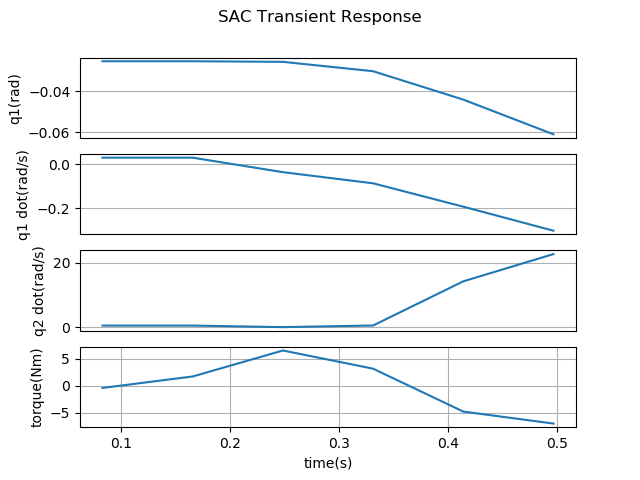 SAC Transient Response
q1(rad)
−0.04
−0.06
q1 dot(rad/s)
0.0
−0.2
q2 dot(rad/s)
20
0
torque(Nm)
5
0
−5
0.1 0.2 0.3 0.4 0.5
time(s)